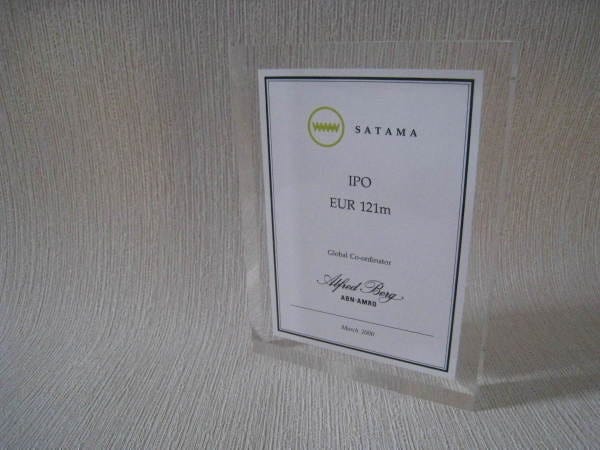 SATAMA
IPO
EUR 121m
Global Co-ordinator
Alfred Berg
ABN·AMRO
March 2000